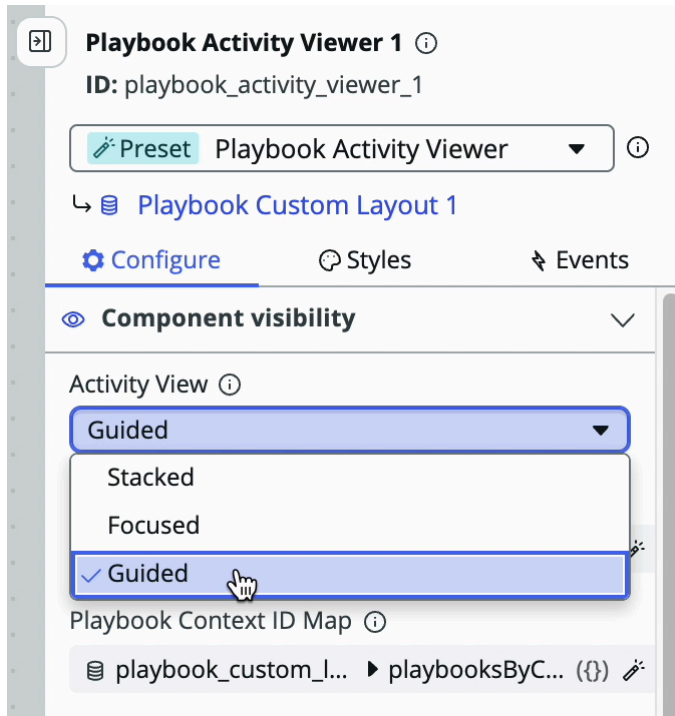 Playbook Activity Viewer 1
ID: playbook_activity_viewer_1
Preset Playbook Activity Viewer
Playbook Custom Layout 1
Configure Styles Events
Component visibility
Activity View
Guided
Stacked
Focused
Guided
Playbook Context ID Map
playbook_custom_l... playbooksByC... ({})